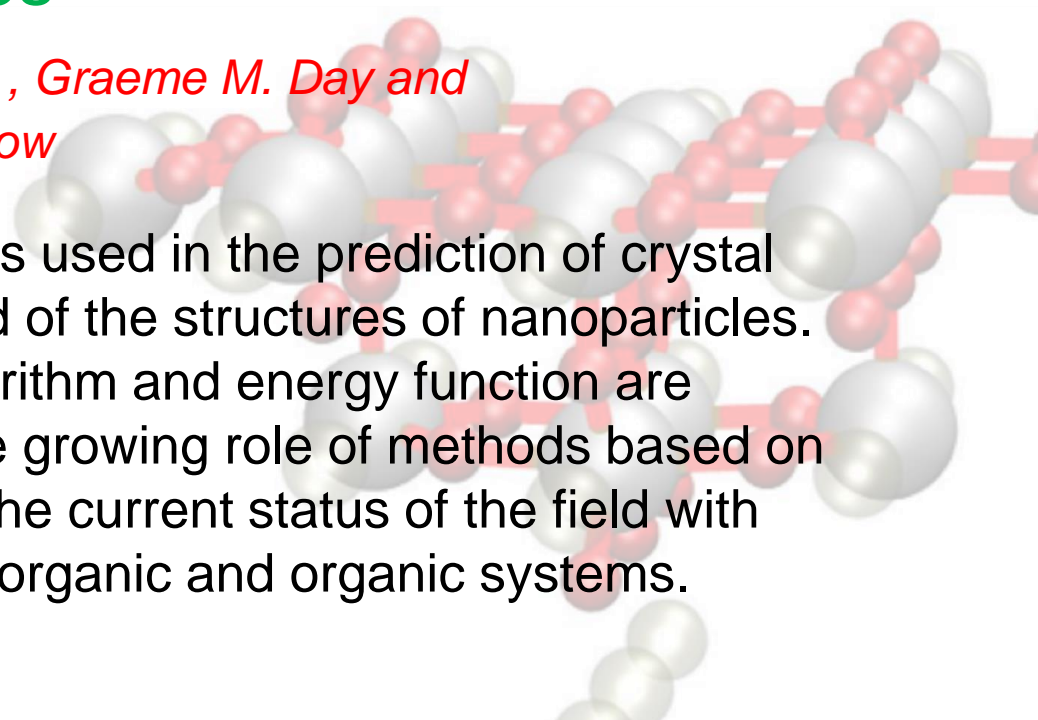 , Graeme M. Day and
ow
s used in the prediction of crystal
d of the structures of nanoparticles.
rithm and energy function are
e growing role of methods based on
he current status of the field with
organic and organic systems.